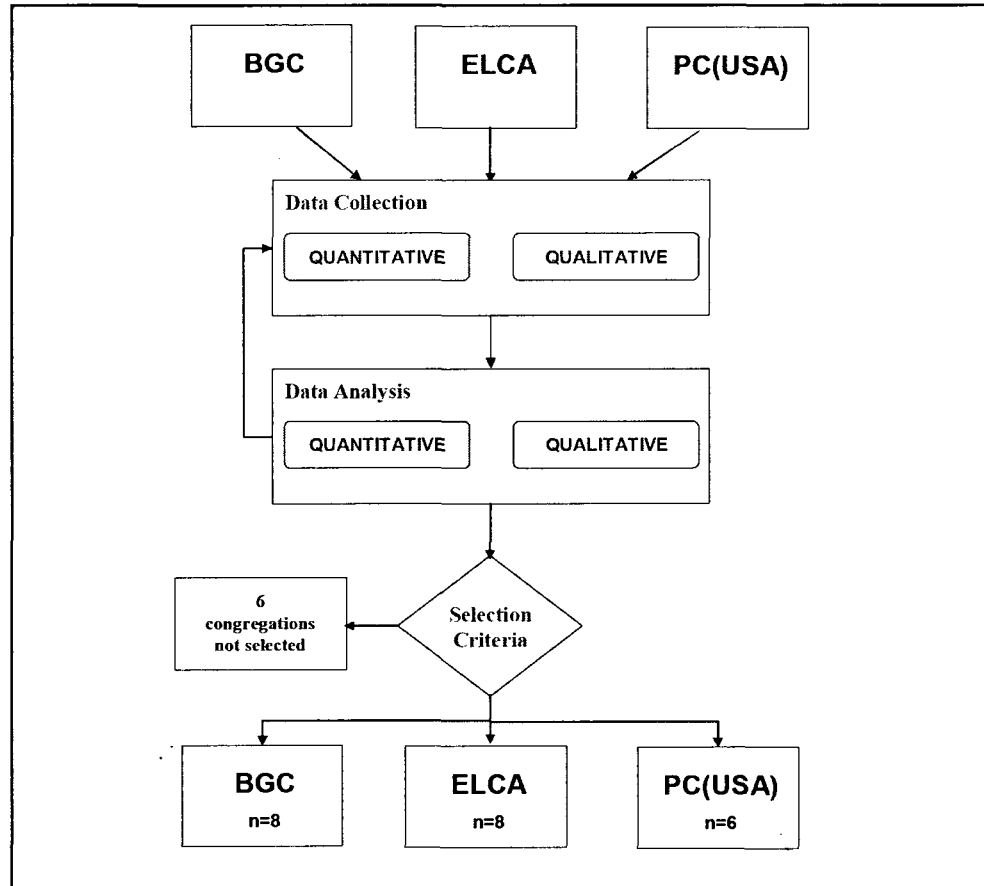 BGC
ELCA
PC(USA)
Data Collection
QUANTITATIVE
QUALITATIVE
Data Analysis
QUANTITATIVE
QUALITATIVE
6
congregations
not selected
Selection
Criteria
BGC
n=8
ELCA
n=8
PC(USA)
n=6